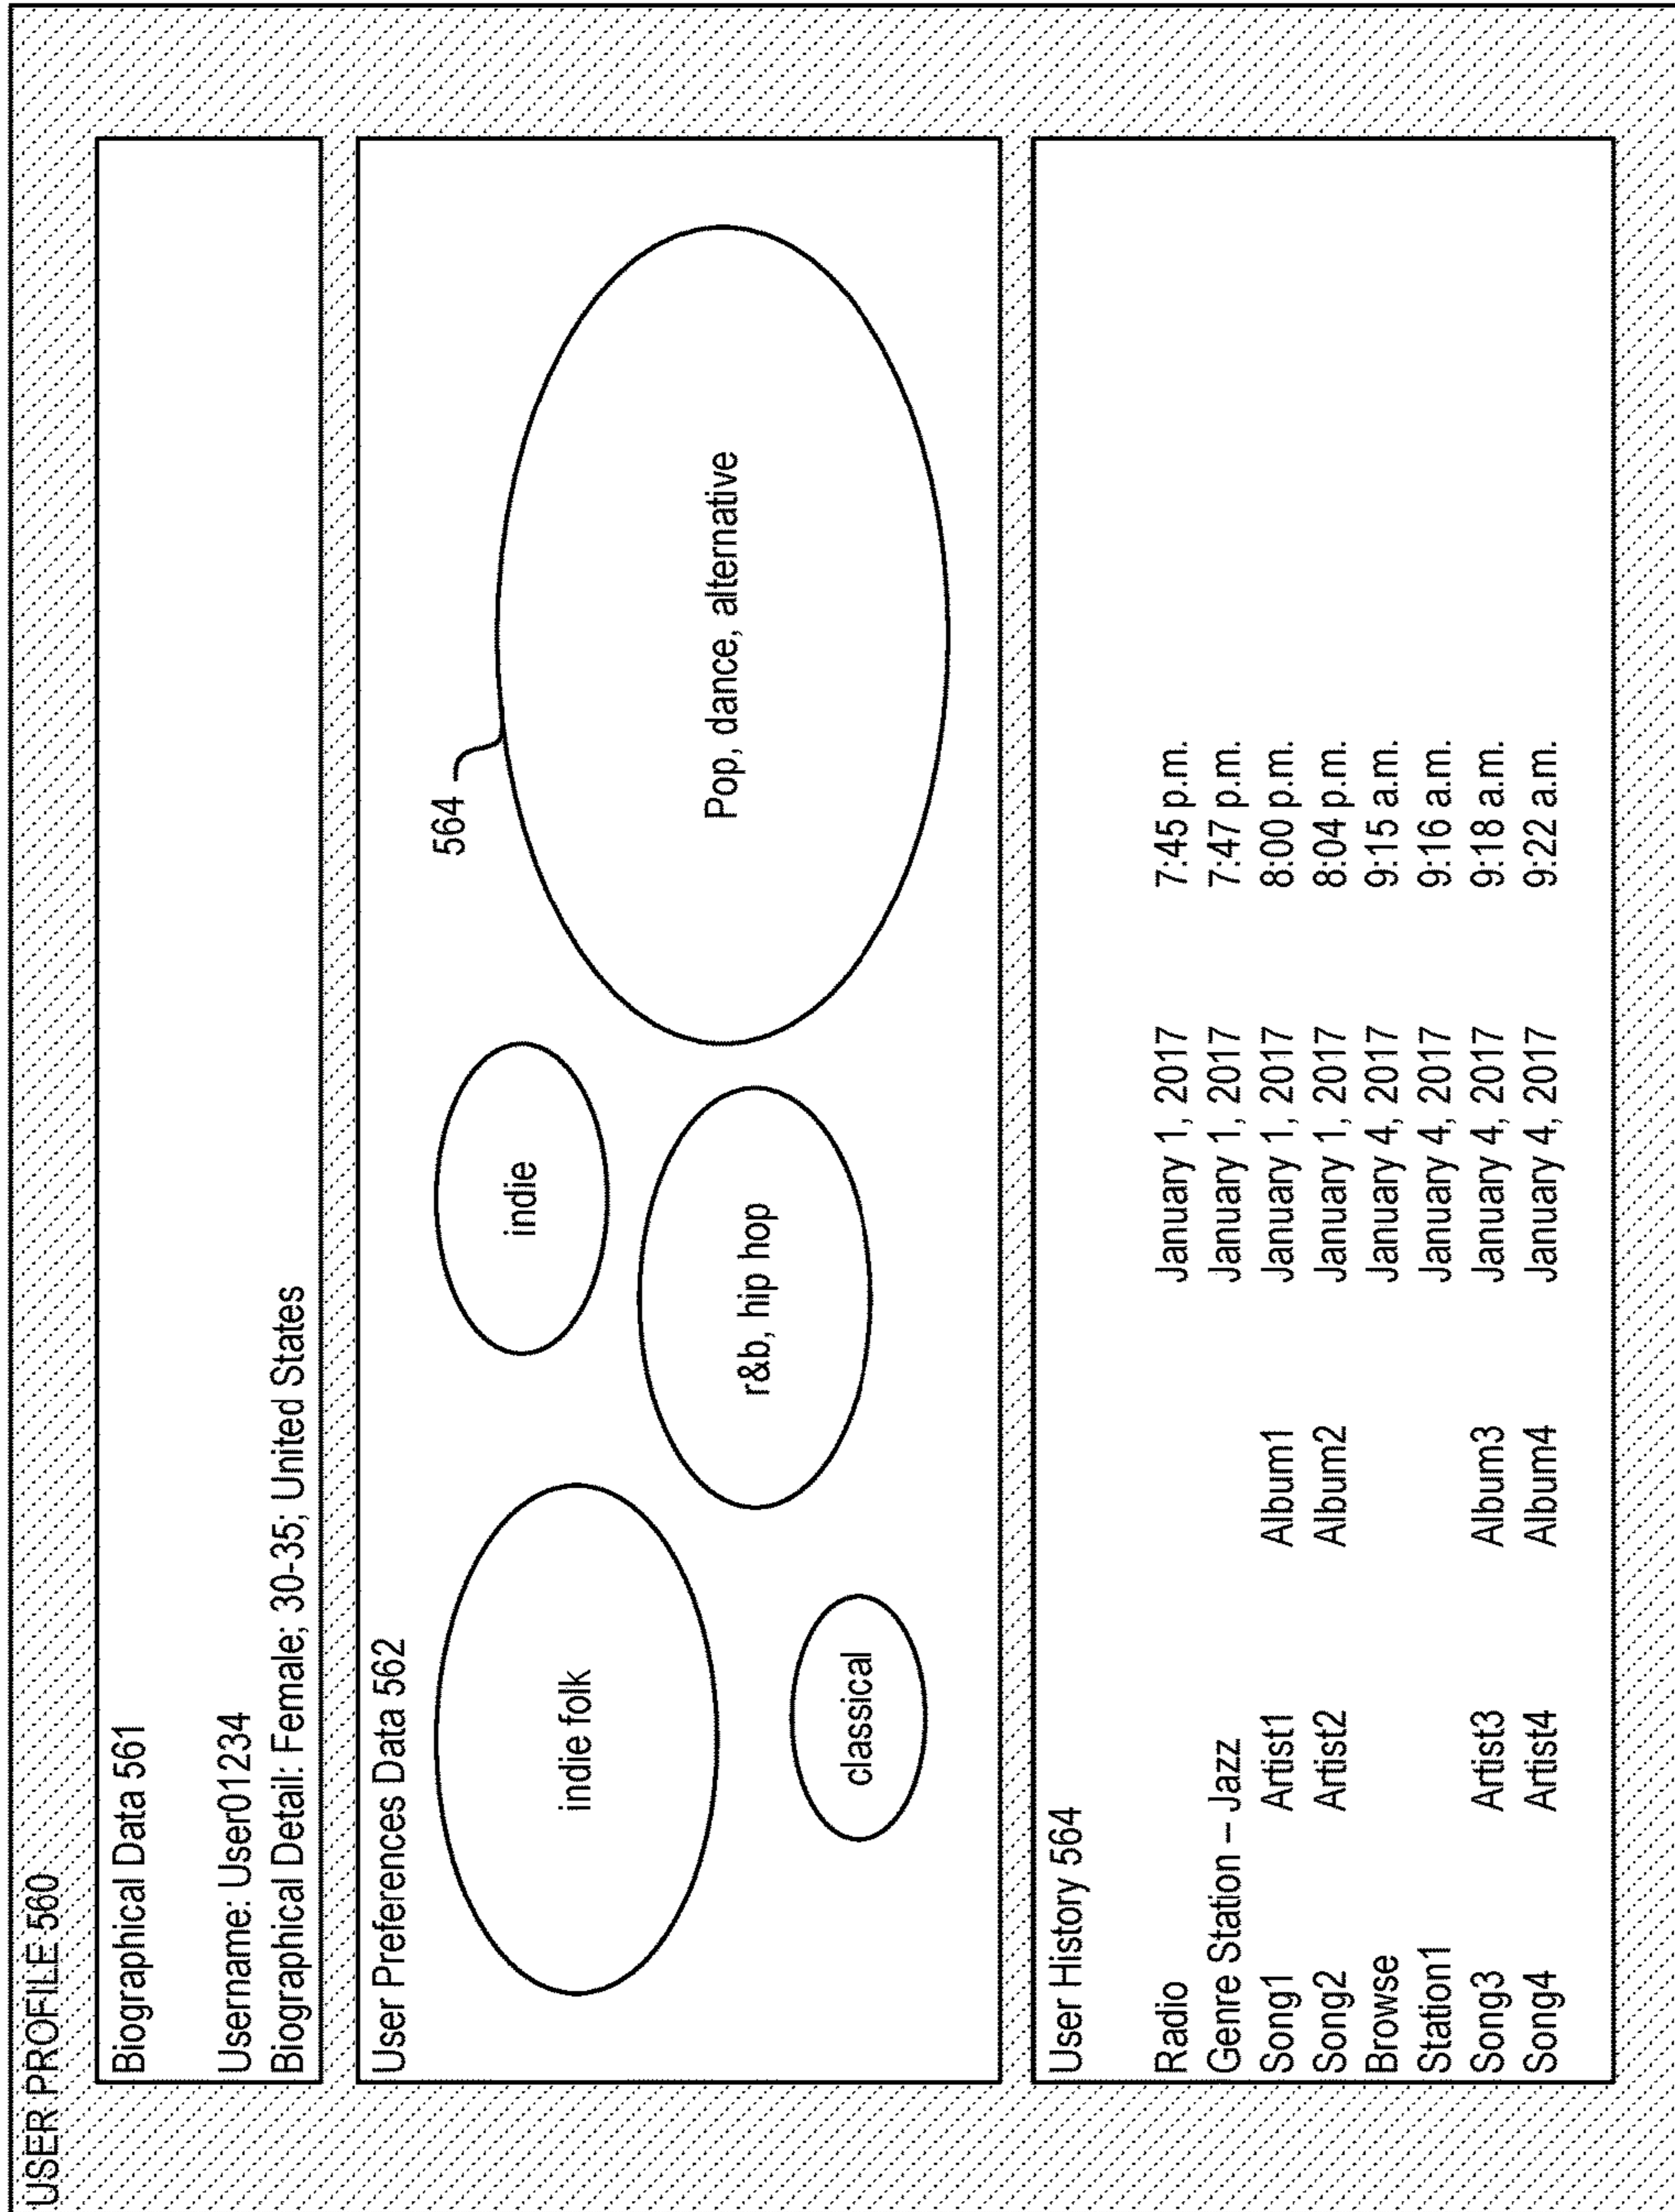 USER PROFILE 560
Biographical Data 561
Username: User01234
Biographical Detail: Female; 30-35; United States
User Preferences Data 562
564
indie folk
indie
Pop, dance, alternative
r&b, hip hop
classical
User History 564
Radio January 1, 2017 7:45 p.m.
Genre Station – Jazz January 1, 2017 7:47 p.m.
Song1 Artist1 Album1 January 1, 2017 8:00 p.m.
Song2 Artist2 Album2 January 1, 2017 8:04 p.m.
Browse January 4, 2017 9:15 a.m.
Station1 January 4, 2017 9:16 a.m.
Song3 Artist3 Album3 January 4, 2017 9:18 a.m.
Song4 Artist4 Album4 January 4, 2017 9:22 a.m.